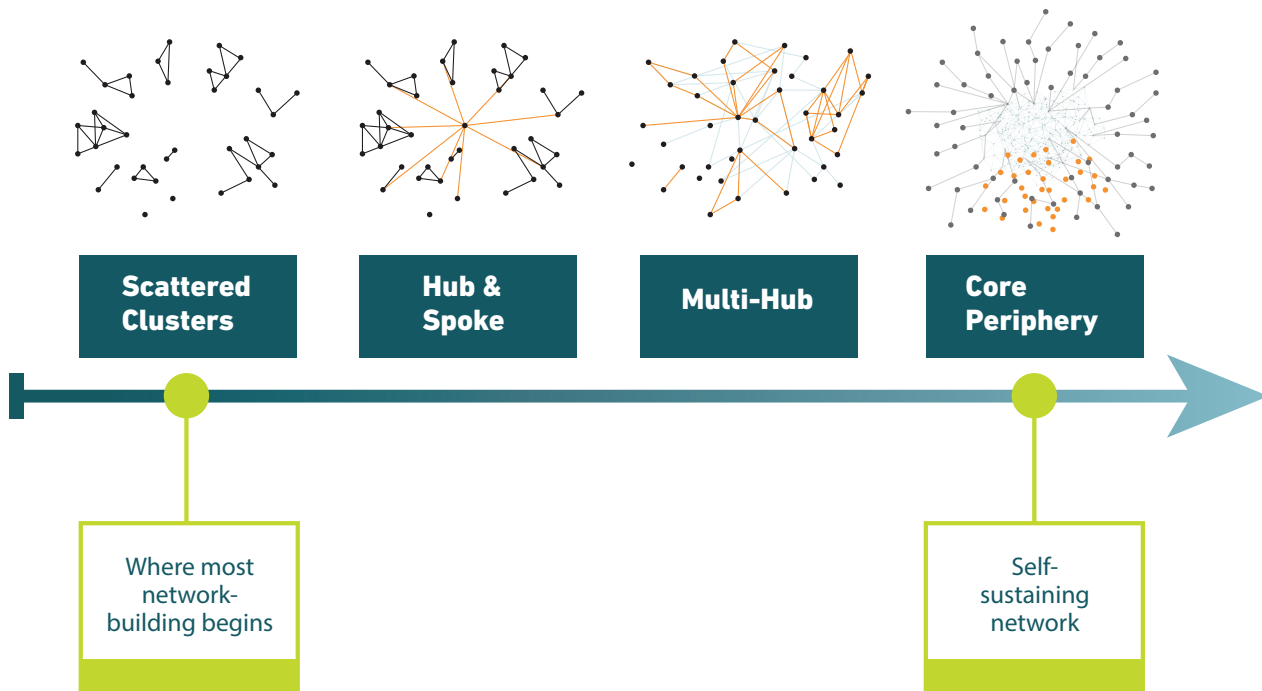 Scattered
Clusters
Hub &
Spoke
Multi-Hub
Core
Periphery
Where most
network-
building begins
Self-
sustaining
network